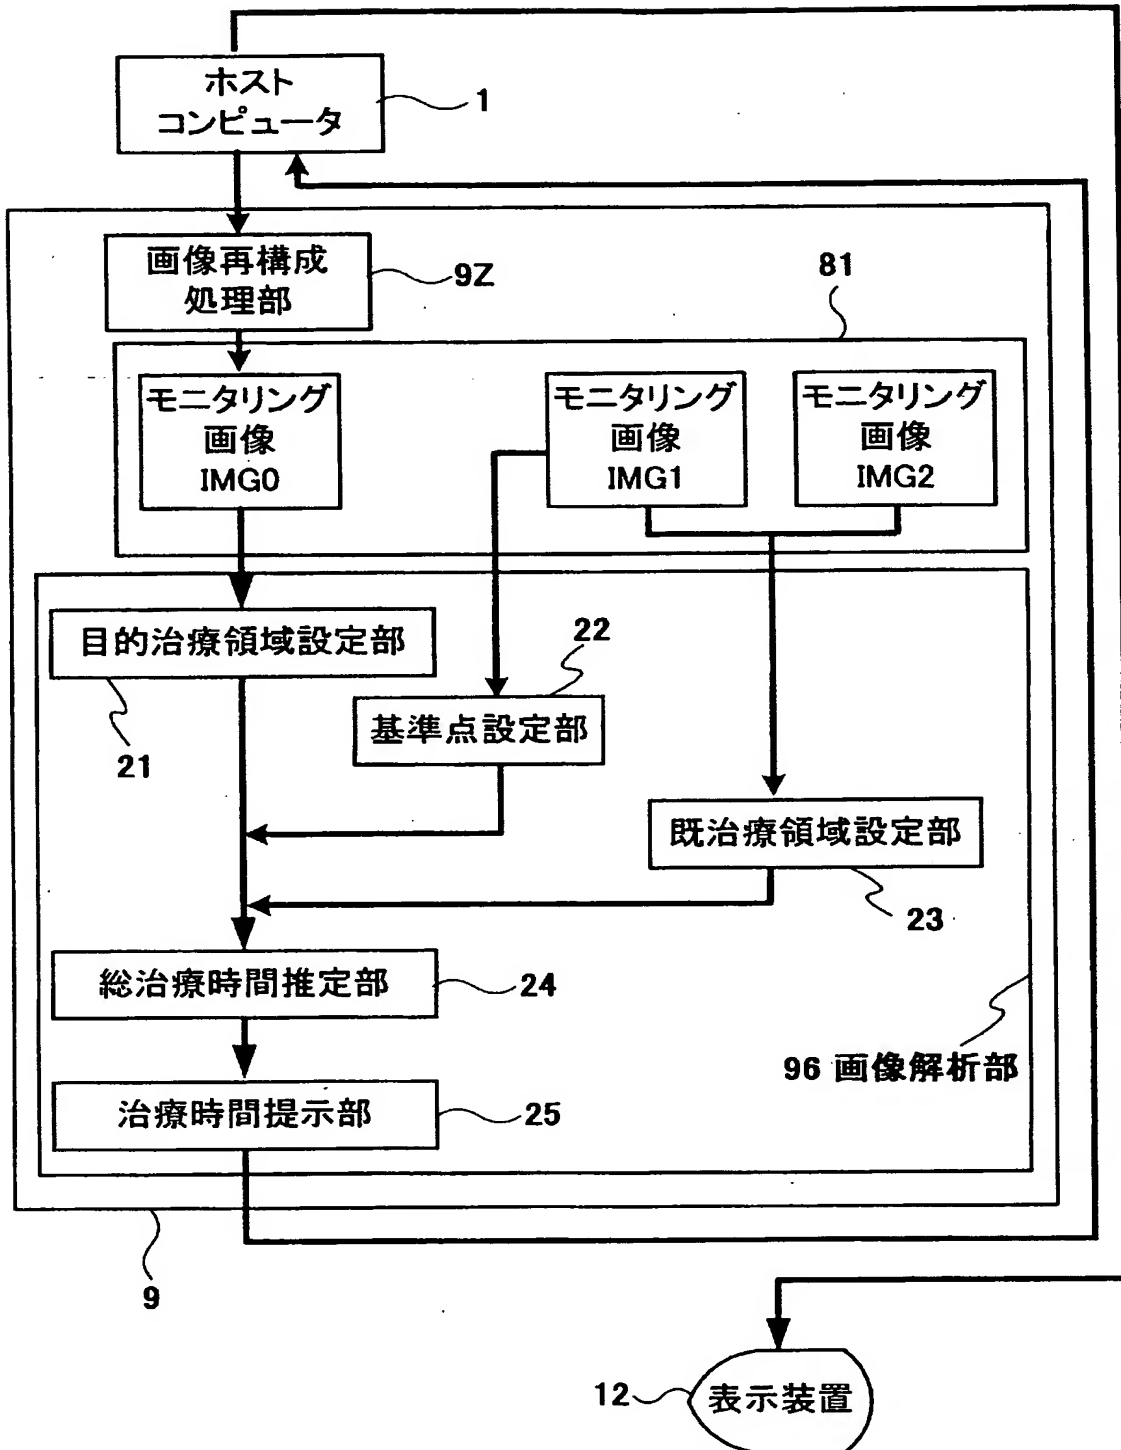 ホスト
コンピュータ
1
画像再構成
処理部
9Z
81
モニタリング
画像
IMG0
モニタリング
画像
IMG1
モニタリング
画像
IMG2
目的治療領域設定部
21
22
基準点設定部
既治療領域設定部
23
総治療時間推定部
24
96 画像解析部
治療時間提示部
25
9
12
表示装置